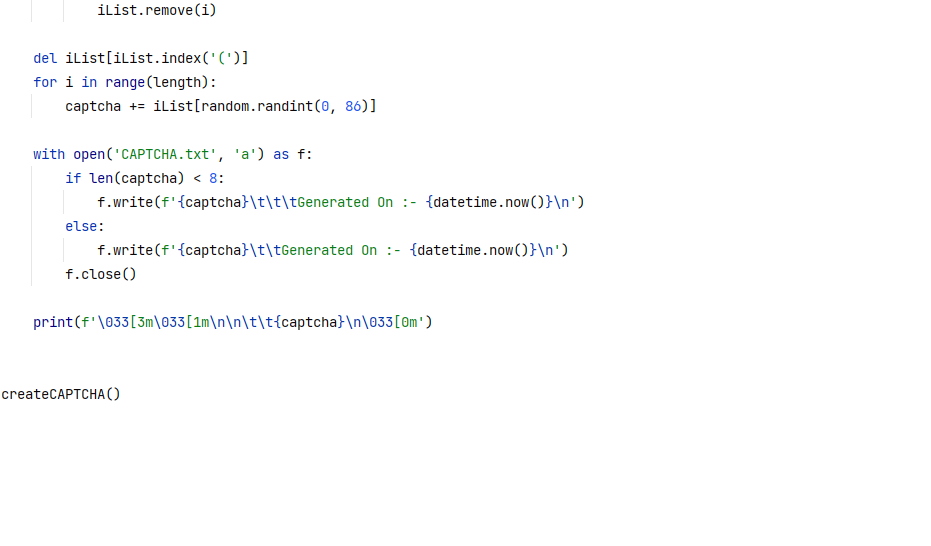 iList.remove(i)
del iList[iList.index('(')]
for i in range(length):
captcha += iList[random.randint(0, 86)]
with open('CAPTCHA.txt', 'a') as f:
if len(captcha) < 8:
f.write(f'{captcha}\t\t\tGenerated On :- {datetime.now()}\n')
else:
f.write(f'{captcha}\t\tGenerated On :- {datetime.now()}\n')
f.close()
print(f'\033[3m\033[1m\n\n\t\t{captcha}\n\033[0m')
createCAPTCHA()